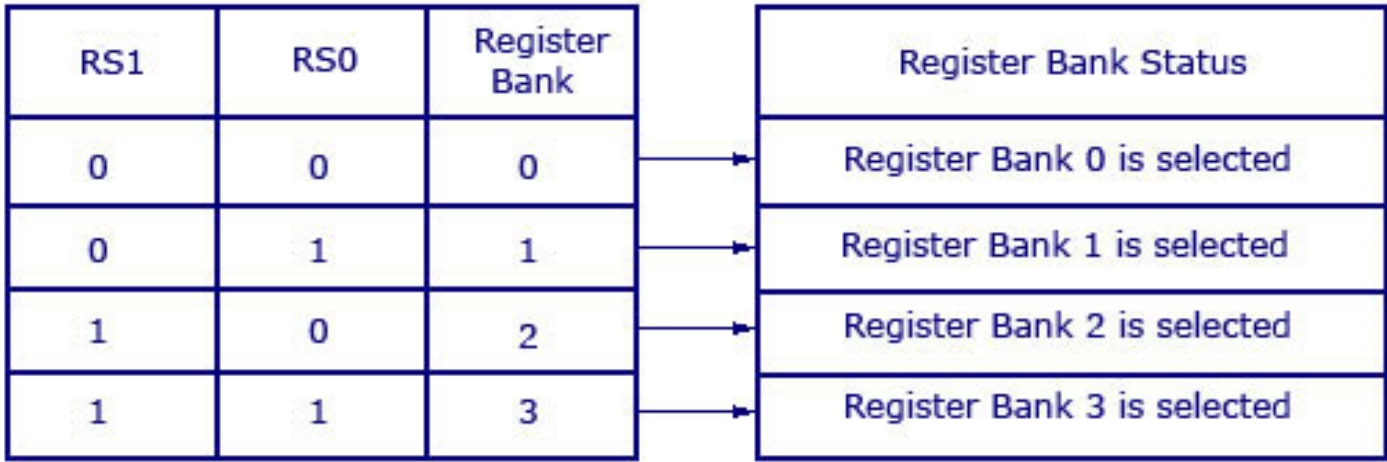 RS1 RS0 Register Bank Register Bank Status
0 0 0 Register Bank 0 is selected
0 1 1 Register Bank 1 is selected
1 0 2 Register Bank 2 is selected
1 1 3 Register Bank 3 is selected